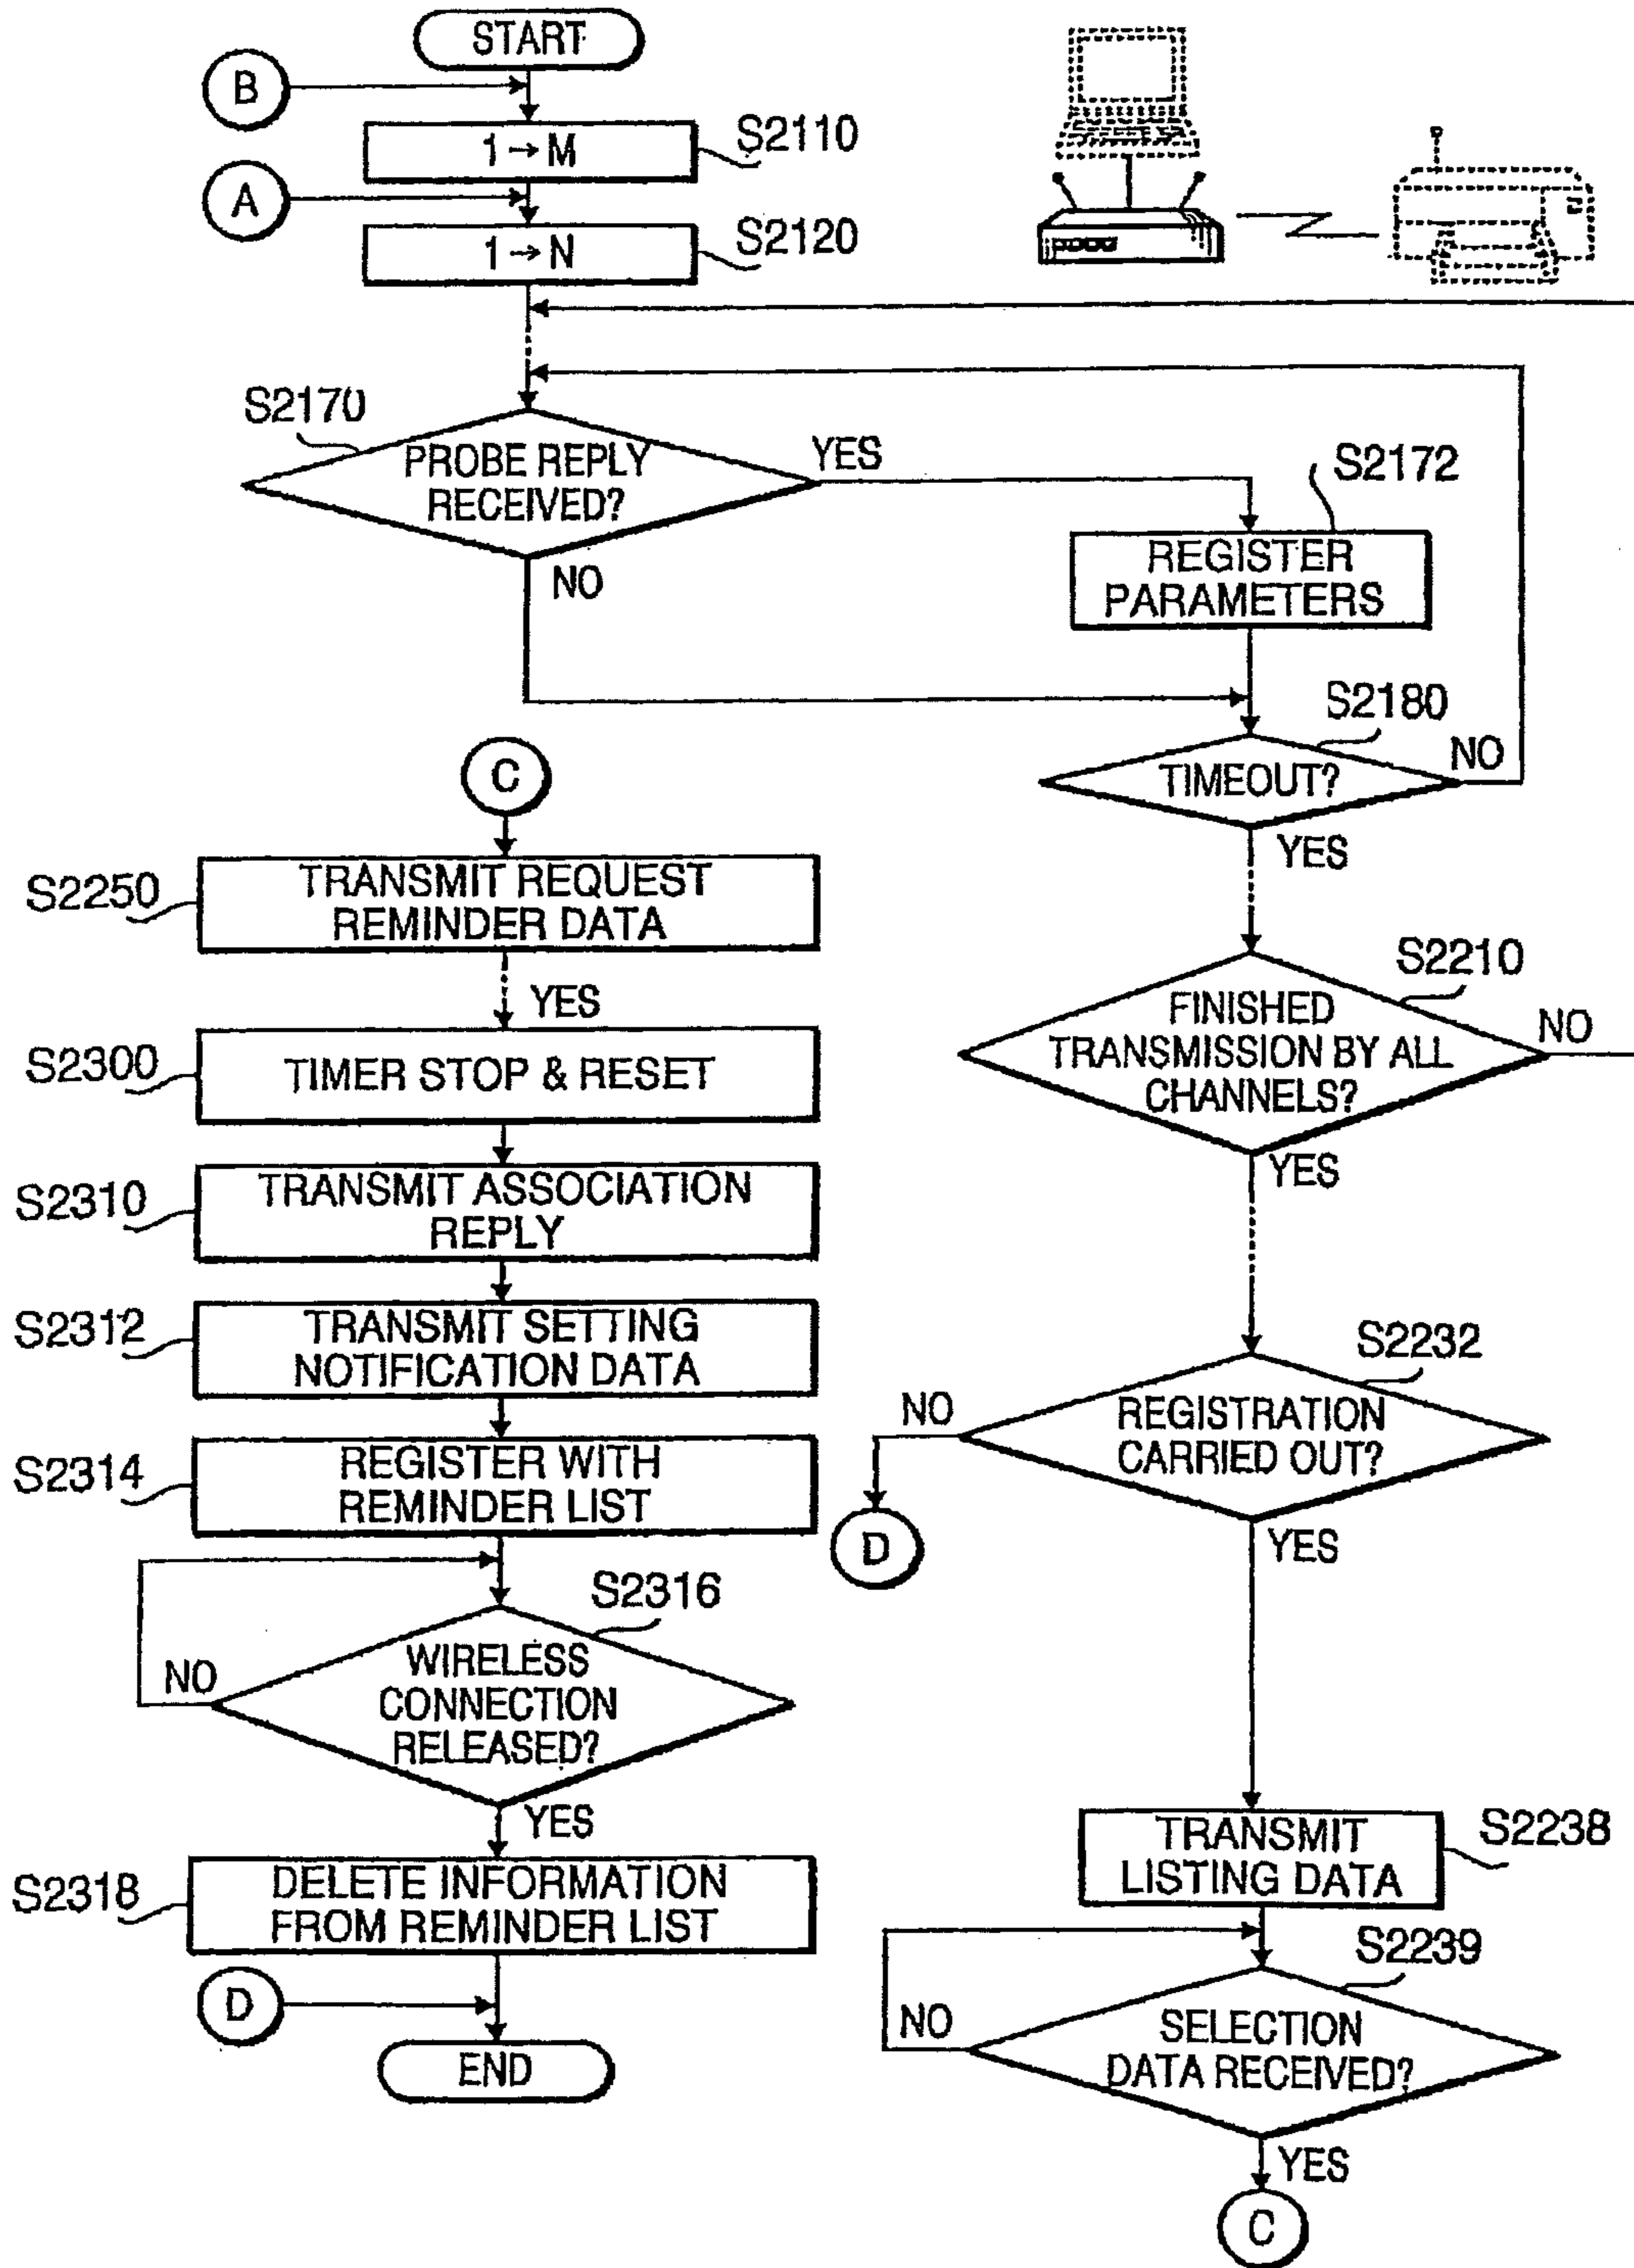 START
B
1→M
S2110
A
1→N
S2120
S2170
PROBE REPLY
RECEIVED?
YES
NO
S2172
REGISTER
PARAMETERS
S2180
TIMEOUT?
NO
YES
S2210
FINISHED
TRANSMISSION BY ALL
CHANNELS?
NO
YES
S2232
REGISTRATION
CARRIED OUT?
NO
D
YES
S2238
TRANSMIT
LISTING DATA
S2239
SELECTION
DATA RECEIVED?
NO
YES
C
C
S2250
TRANSMIT REQUEST
REMINDER DATA
YES
S2300
TIMER STOP & RESET
S2310
TRANSMIT ASSOCIATION
REPLY
S2312
TRANSMIT SETTING
NOTIFICATION DATA
S2314
REGISTER WITH
REMINDER LIST
S2316
WIRELESS
CONNECTION
RELEASED?
NO
YES
S2318
DELETE INFORMATION
FROM REMINDER LIST
D
END